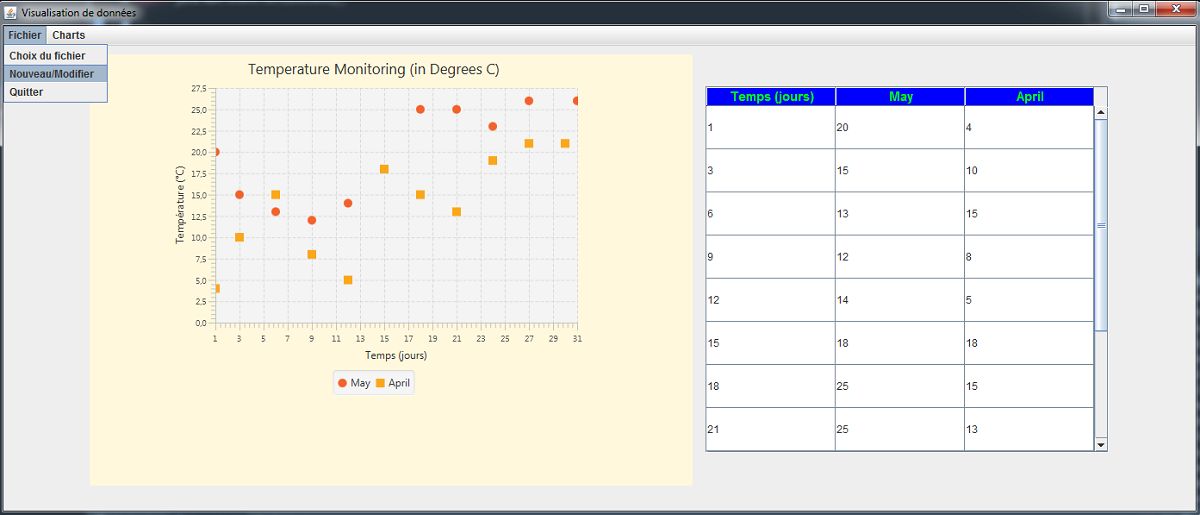 Visualisation de données
Fichier Charts
Choix du fichier
Nouveau/Modifier
Quitter
Temperature Monitoring (in Degrees C)
27,5
25,0
22,5
20,0
17,5
15,0
12,5
10,0
7,5
5,0
2,5
0,0
Température (°C)
1 3 5 7 9 11 13 15 17 19 21 23 25 27 29 31
Temps (jours)
May April
Temps (jours) May April
1 20 4
3 15 10
6 13 15
9 12 8
12 14 5
15 18 18
18 25 15
21 25 13